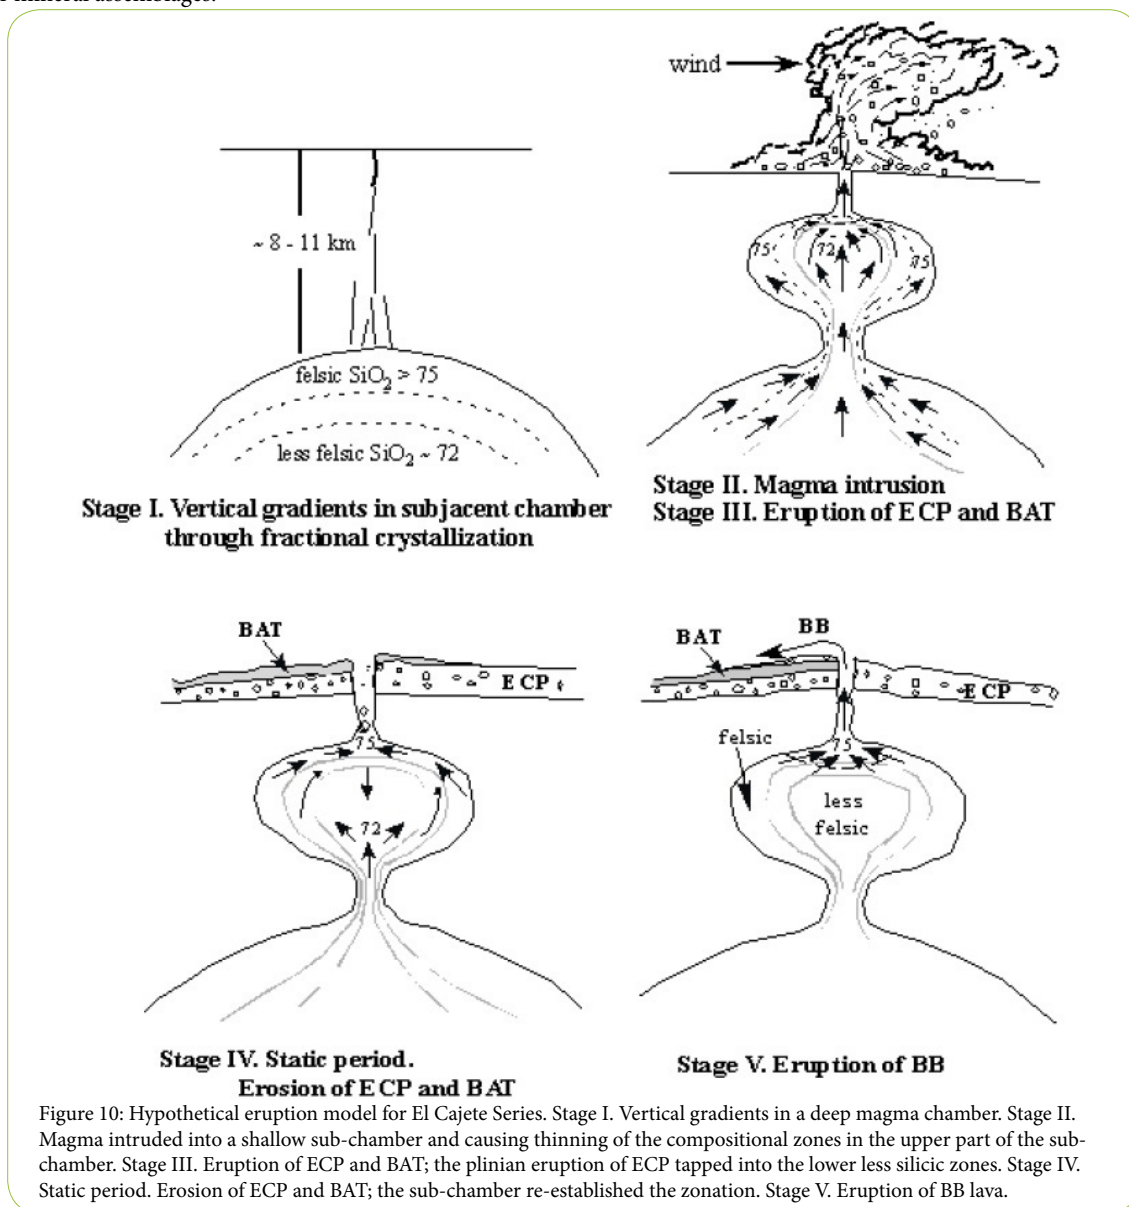 r mineral assemblages.
wind
~ 8 - 11 km
felsic SiO₂ > 75
less felsic SiO₂ ~ 72
Stage I. Vertical gradients in subjacent chamber
through fractional crystallization
75
72
75
Stage II. Magma intrusion
Stage III. Eruption of ECP and BAT
BAT
ECP
75
72
Stage IV. Static period.
Erosion of ECP and BAT
BB
BAT
ECP
felsic
75
less
felsic
Stage V. Eruption of BB
Figure 10: Hypothetical eruption model for El Cajete Series. Stage I. Vertical gradients in a deep magma chamber. Stage II.
Magma intruded into a shallow sub-chamber and causing thinning of the compositional zones in the upper part of the sub-
chamber. Stage III. Eruption of ECP and BAT; the plinian eruption of ECP tapped into the lower less silicic zones. Stage IV.
Static period. Erosion of ECP and BAT; the sub-chamber re-established the zonation. Stage V. Eruption of BB lava.